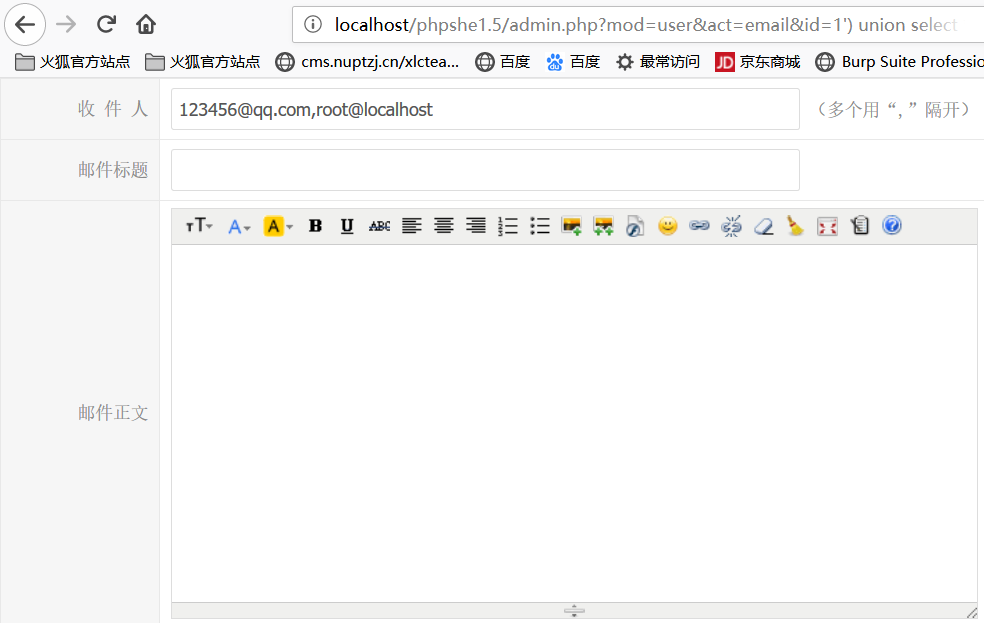 localhost/phpshe1.5/admin.php?mod=user&act=email&id=1') union select
火狐官方站点 火狐官方站点 cms.nuptzj.cn/xlctea... 百度 百度 最常访问 JD 京东商城 Burp Suite Professio
收 件 人 123456@qq.com,root@localhost （多个用“，”隔开）
邮件标题
тT A A B U ABC
邮件正文